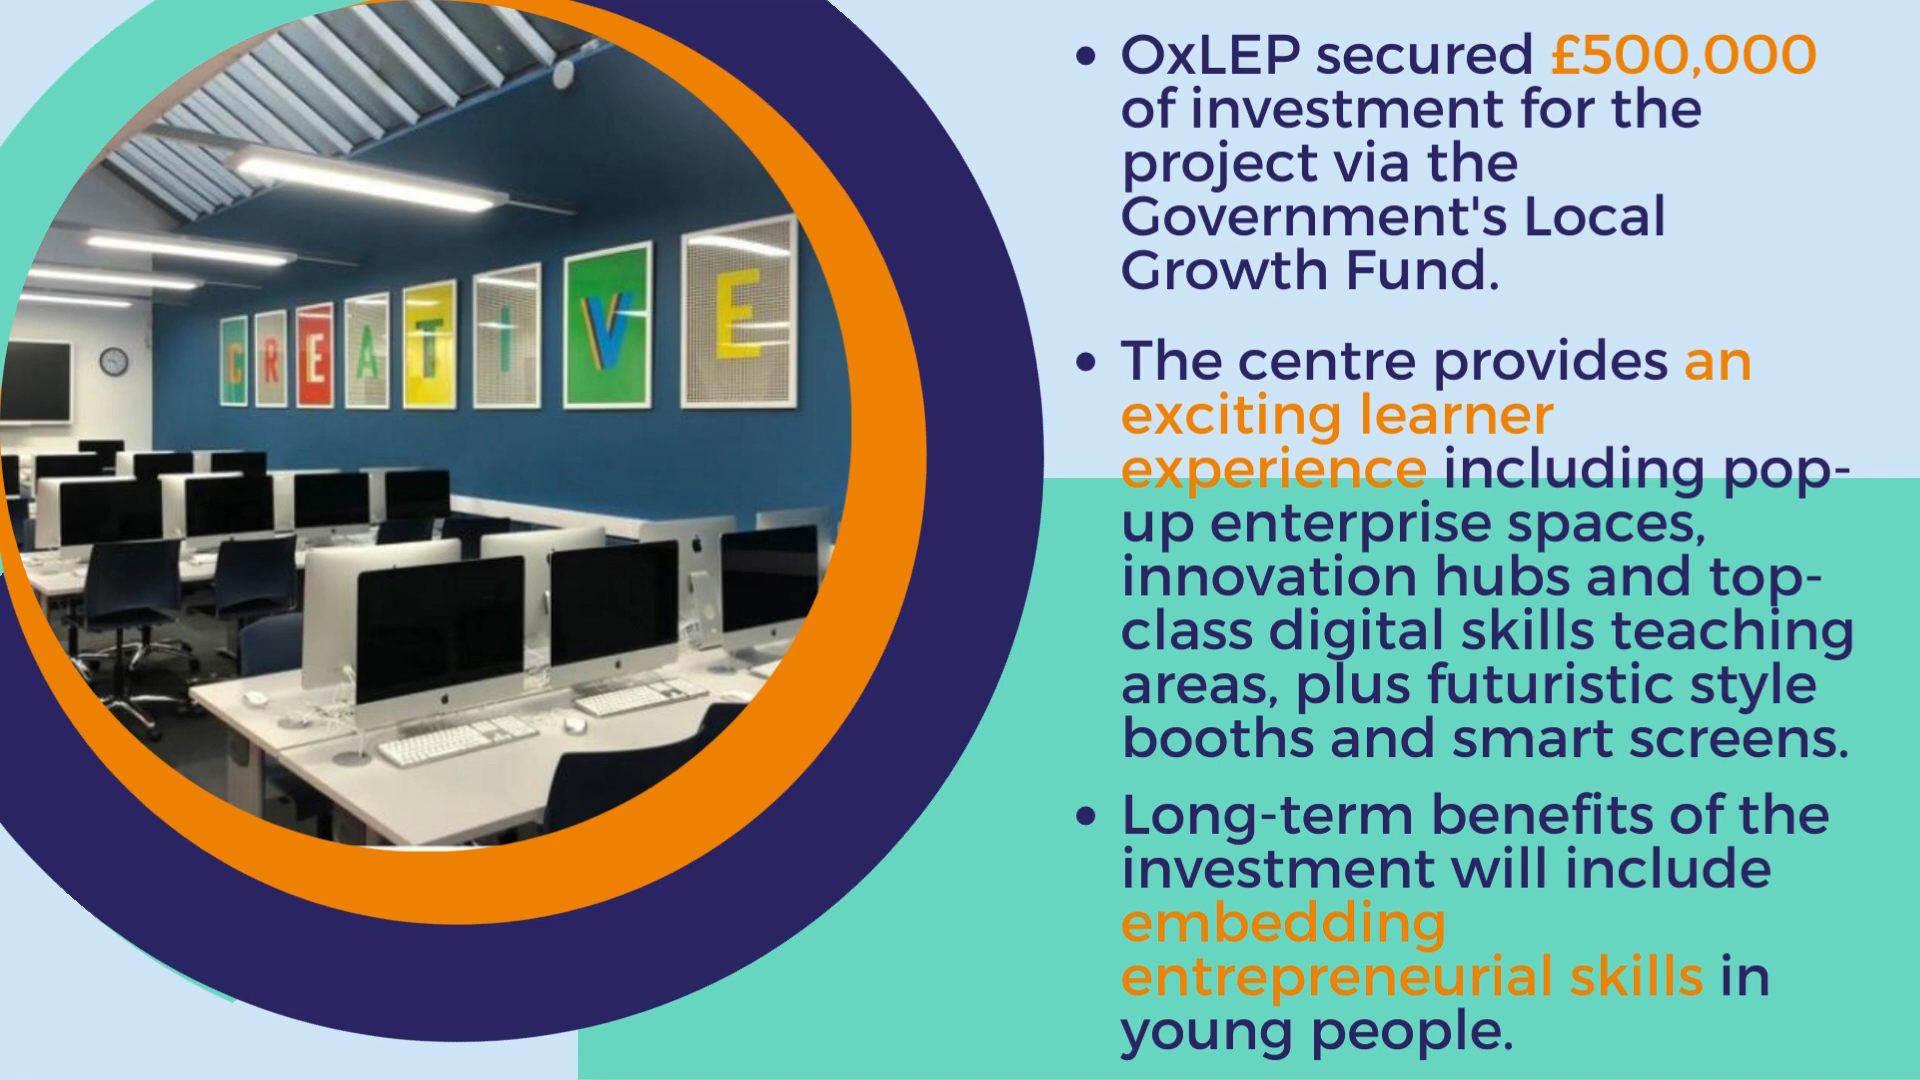 CREATIVE
• OxLEP secured £500,000
of investment for the
project via the
Government's Local
Growth Fund.
• The centre provides an
exciting learner
experience including pop-
up enterprise spaces,
innovation hubs and top-
class digital skills teaching
areas, plus futuristic style
booths and smart screens.
• Long-term benefits of the
investment will include
embedding
entrepreneurial skills in
young people.